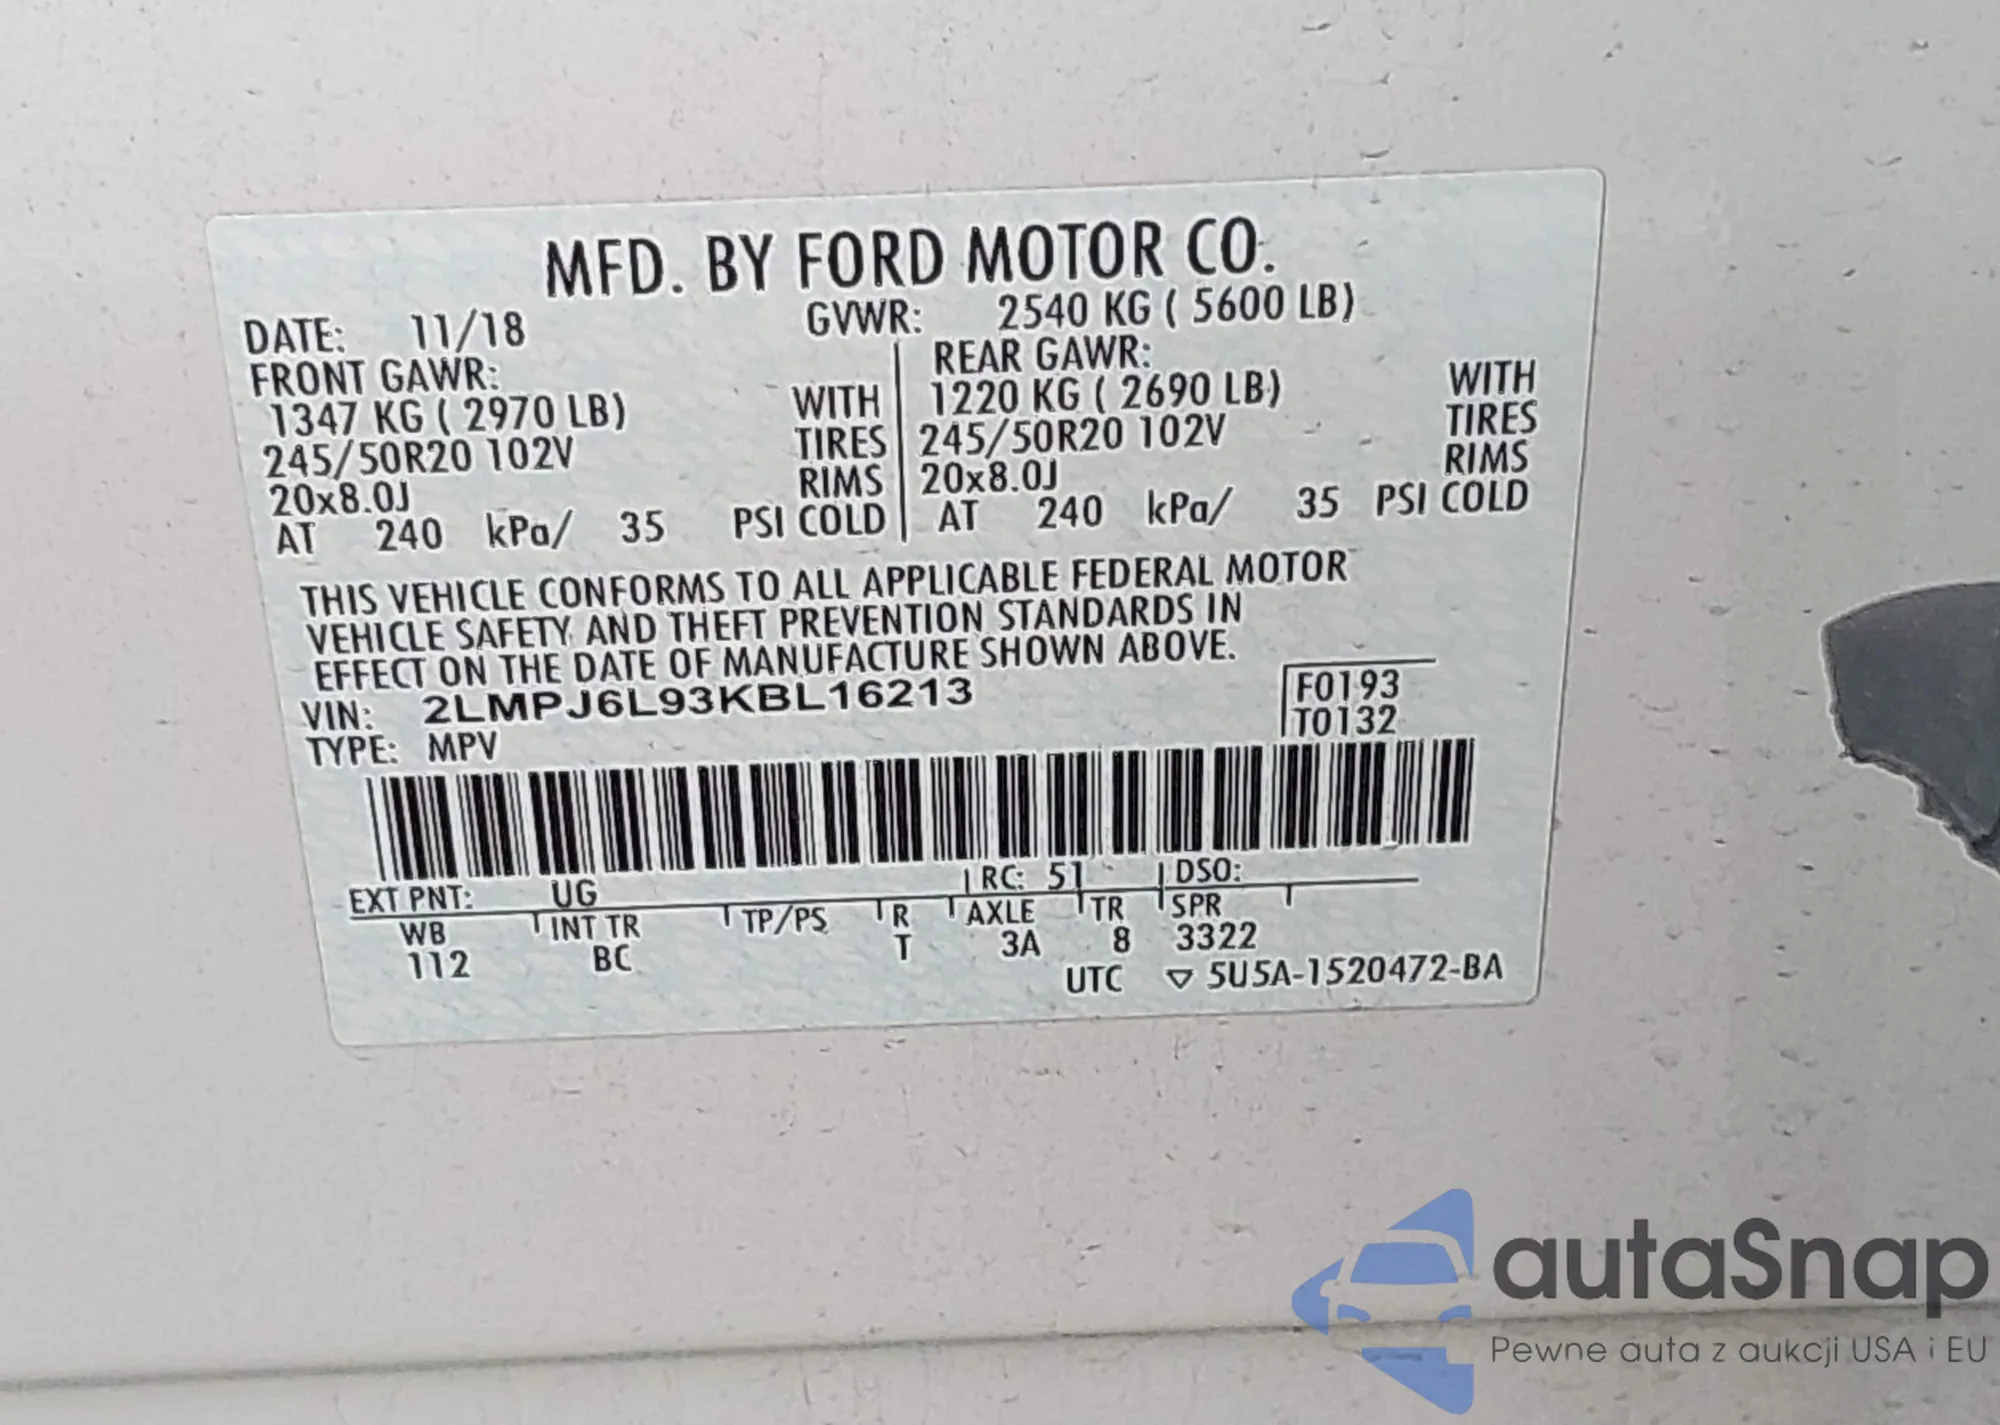 MFD. BY FORD MOTOR CO.
DATE: 11/18 GVWR: 2540 KG ( 5600 LB)
FRONT GAWR: REAR GAWR:
1347 KG ( 2970 LB) WITH 1220 KG ( 2690 LB) WITH
245/50R20 102V TIRES 245/50R20 102V TIRES
20x8.0J RIMS 20x8.0J RIMS
AT 240 kPa/ 35 PSI COLD AT 240 kPa/ 35 PSI COLD
THIS VEHICLE CONFORMS TO ALL APPLICABLE FEDERAL MOTOR
VEHICLE SAFETY AND THEFT PREVENTION STANDARDS IN
EFFECT ON THE DATE OF MANUFACTURE SHOWN ABOVE.
VIN: 2LMPJ6L93KBL16213 F0193
TYPE: MPV T0132
EXT PNT: UG RC: 51 DSO:
WB INT TR TP/PS R AXLE TR SPR
112 BC T 3A 8 3322
UTC ▽ 5U5A-1520472-BA
autaSnap
Pewne auta z aukcji USA i EU